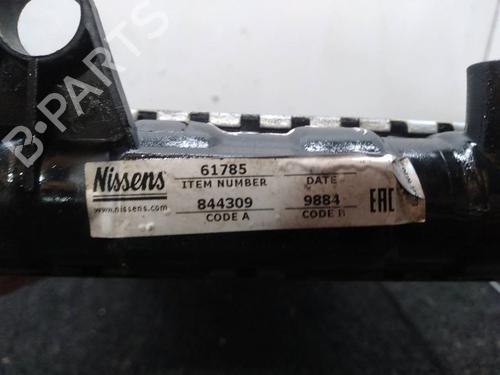 B-PARTS
Nissens
www.nissens.com
61785
ITEM NUMBER
DATE
844309
CODE A
9884
CODE B
EAC